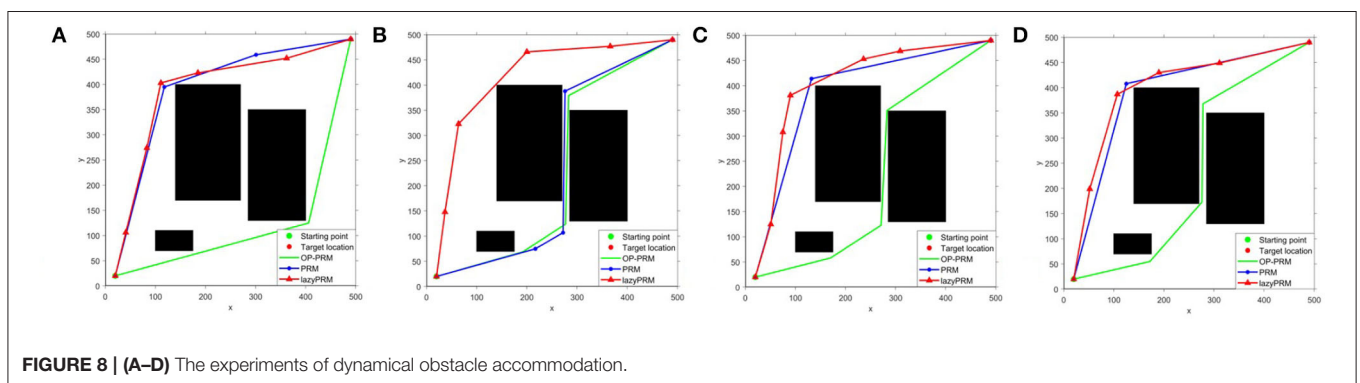 A
500
450
400
350
300
250
200
150
100
50
0
y
0 100 200 300 400 500
x
Starting point
Target location
OP-PRM
PRM
lazyPRM
B
500
450
400
350
300
250
200
150
100
50
0
y
0 100 200 300 400 500
x
Starting point
Target location
OP-PRM
PRM
lazyPRM
C
500
450
400
350
300
250
200
150
100
50
0
y
0 100 200 300 400 500
x
Starting point
Target location
OP-PRM
PRM
lazyPRM
D
500
450
400
350
300
250
200
150
100
50
0
y
0 100 200 300 400 500
x
Starting point
Target location
OP-PRM
PRM
lazyPRM
FIGURE 8 | (A–D) The experiments of dynamical obstacle accommodation.